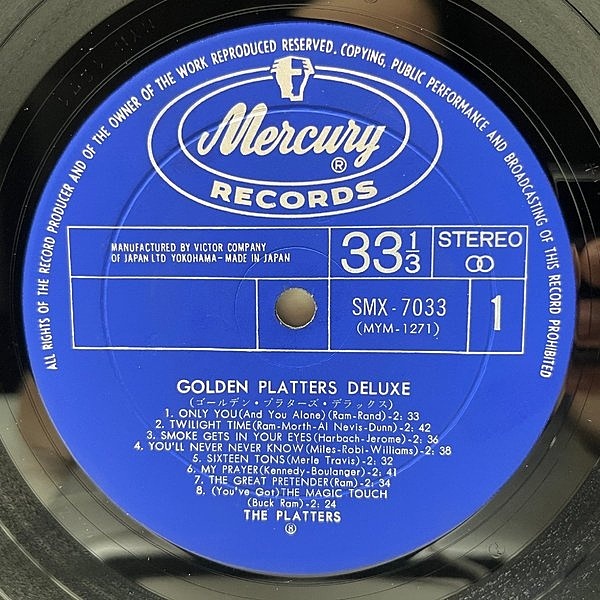 ALL RIGHTS OF THE RECORD PRODUCER AND OF THE OWNER OF THE WORK REPRODUCED RESERVED. COPYING, PUBLIC PERFORMANCE AND BROADCASTING OF THIS RECORD PROHIBITED
Mercury ®
RECORDS
MANUFACTURED BY VICTOR COMPANY
OF JAPAN LTD YOKOHAMA-MADE IN JAPAN
33 1/3
STEREO
SMX-7033
(MYM-1271)
1
GOLDEN PLATTERS DELUXE
(ゴールデン・プラターズ・デラックス)
1. ONLY YOU(And You Alone)(Ram-Rand)-2:33
2. TWILIGHT TIME(Ram-Morth-Al Nevis-Dunn)-2:42
3. SMOKE GETS IN YOUR EYES(Harbach-Jerome)-2:36
4. YOU'LL NEVER NEVER KNOW(Miles-Robi-Williams)-2:38
5. SIXTEEN TONS(Merle Travis)-2:32
6. MY PRAYER(Kennedy-Boulanger)-2:41
7. THE GREAT PRETENDER(Ram)-2:34
8. (You've Got)THE MAGIC TOUCH
(Buck Ram)-2:24
THE PLATTERS